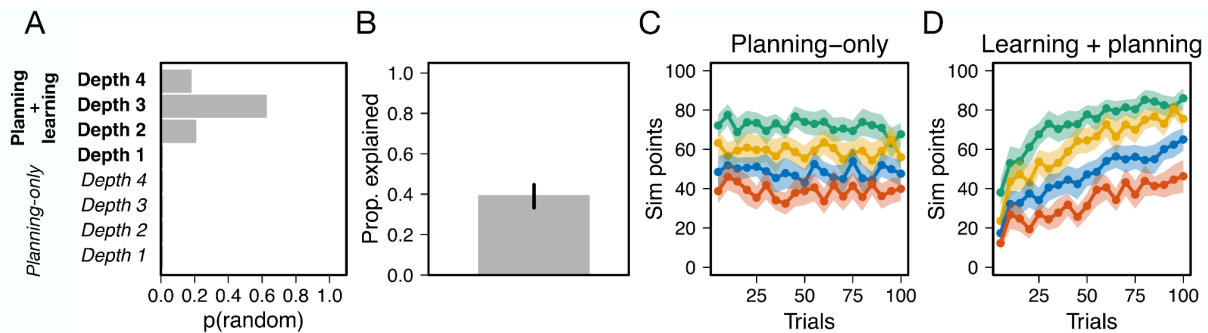 A
Planning
+
learning
Planning-only
Depth 4
Depth 3
Depth 2
Depth 1
Depth 4
Depth 3
Depth 2
Depth 1
0.0 0.2 0.4 0.6 0.8 1.0
p(random)
B
Prop. explained
1.0
0.8
0.6
0.4
0.2
0.0
C
Planning−only
Sim points
100
80
60
40
20
0
25 50 75 100
Trials
D
Learning + planning
Sim points
100
80
60
40
20
0
25 50 75 100
Trials